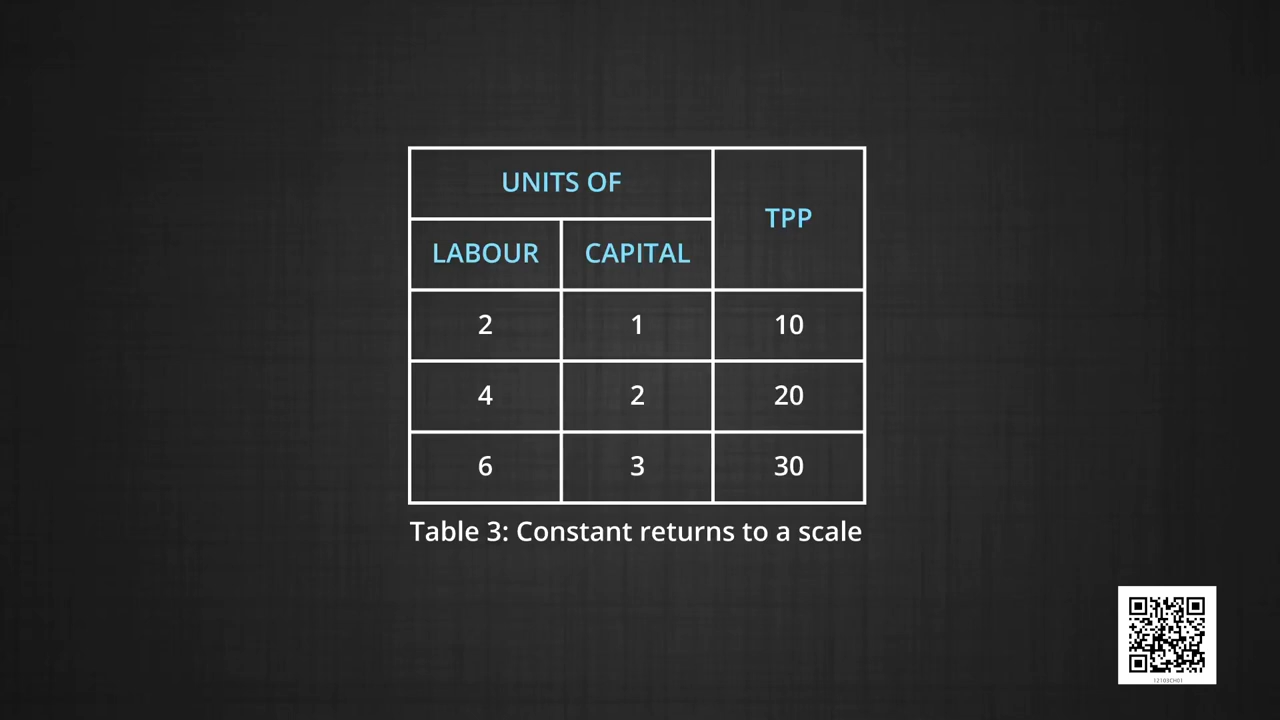 UNITS OF
TPP
LABOUR CAPITAL
2 1 10
4 2 20
6 3 30
Table 3: Constant returns to a scale
12103CH01